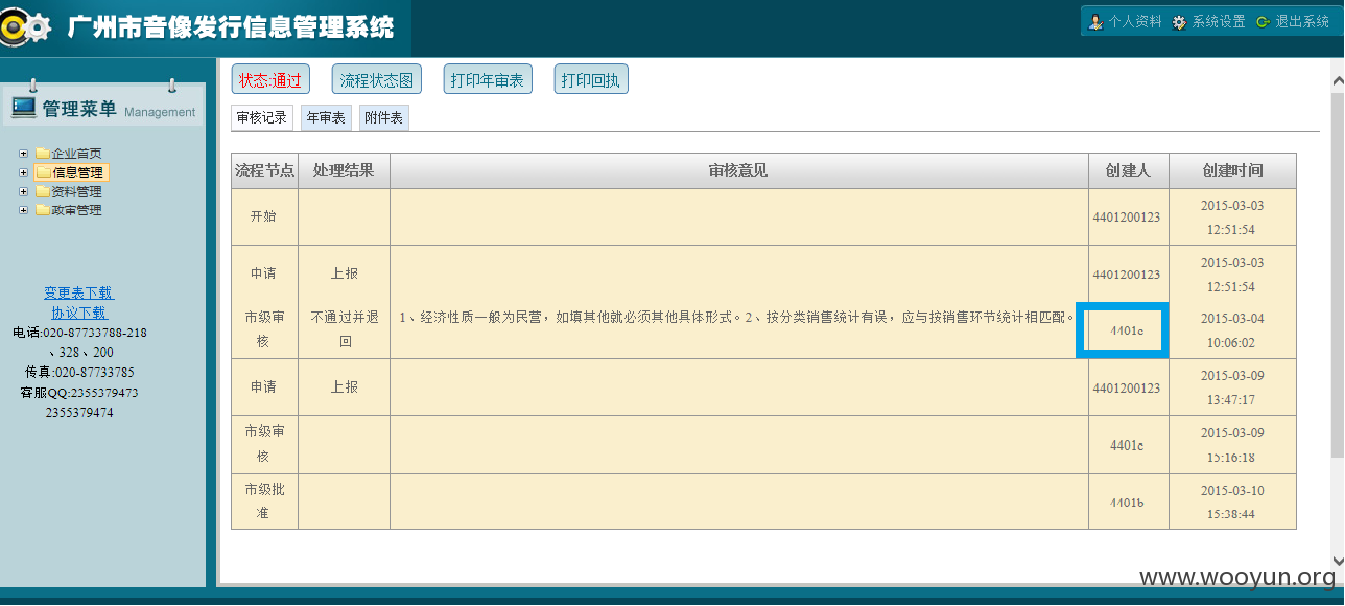 广州市音像发行信息管理系统
个人资料 系统设置 退出系统
管理菜单 Management
企业首页
信息管理
资料管理
政审管理
变更表下载
协议下载
电话:020-87733788-218
、328、200
传真:020-87733785
客服QQ:2355379473
2355379474
状态:通过 流程状态图 打印年审表 打印回执
审核记录 年审表 附件表
流程节点 处理结果 审核意见 创建人 创建时间
开始 4401200123 2015-03-03
12:51:54
申请 上报 4401200123 2015-03-03
12:51:54
市级审 不通过并退 1、经济性质一般为民营，如填其他就必须其他具体形式。2、按分类销售统计有误，应与按销售环节统计相匹配。 4401c 2015-03-04
核 回 10:06:02
申请 上报 4401200123 2015-03-09
13:47:17
市级审 4401c 2015-03-09
核 15:16:18
市级批 4401b 2015-03-10
准 15:38:44
www.wooyun.org